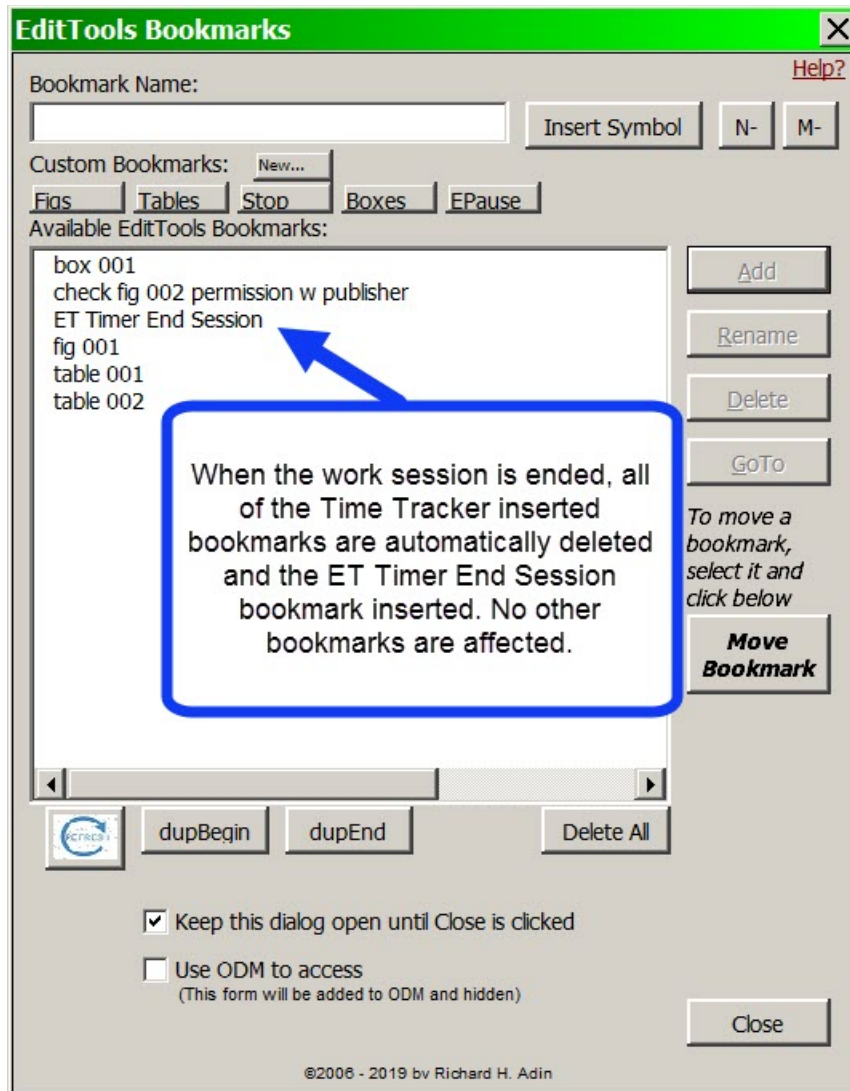 EditTools Bookmarks
Help?
Bookmark Name:
Insert Symbol
N-
M-
Custom Bookmarks:
New...
Figs
Tables
Stop
Boxes
EPause
Available EditTools Bookmarks:
box 001
check fig 002 permission w publisher
ET Timer End Session
fig 001
table 001
table 002
Add
Rename
Delete
GoTo
When the work session is ended, all
of the Time Tracker inserted
bookmarks are automatically deleted
and the ET Timer End Session
bookmark inserted. No other
bookmarks are affected.
To move a
bookmark,
select it and
click below
Move
Bookmark
REFRESH
dupBegin
dupEnd
Delete All
Keep this dialog open until Close is clicked
Use ODM to access
(This form will be added to ODM and hidden)
Close
©2006 - 2019 by Richard H. Adin